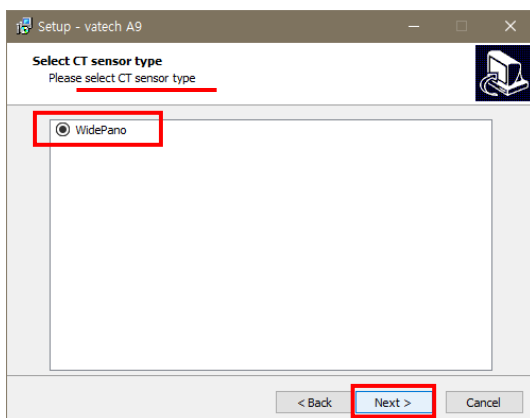 Setup - vatech A9
Select CT sensor type
Please select CT sensor type
WidePano
< Back
Next >
Cancel